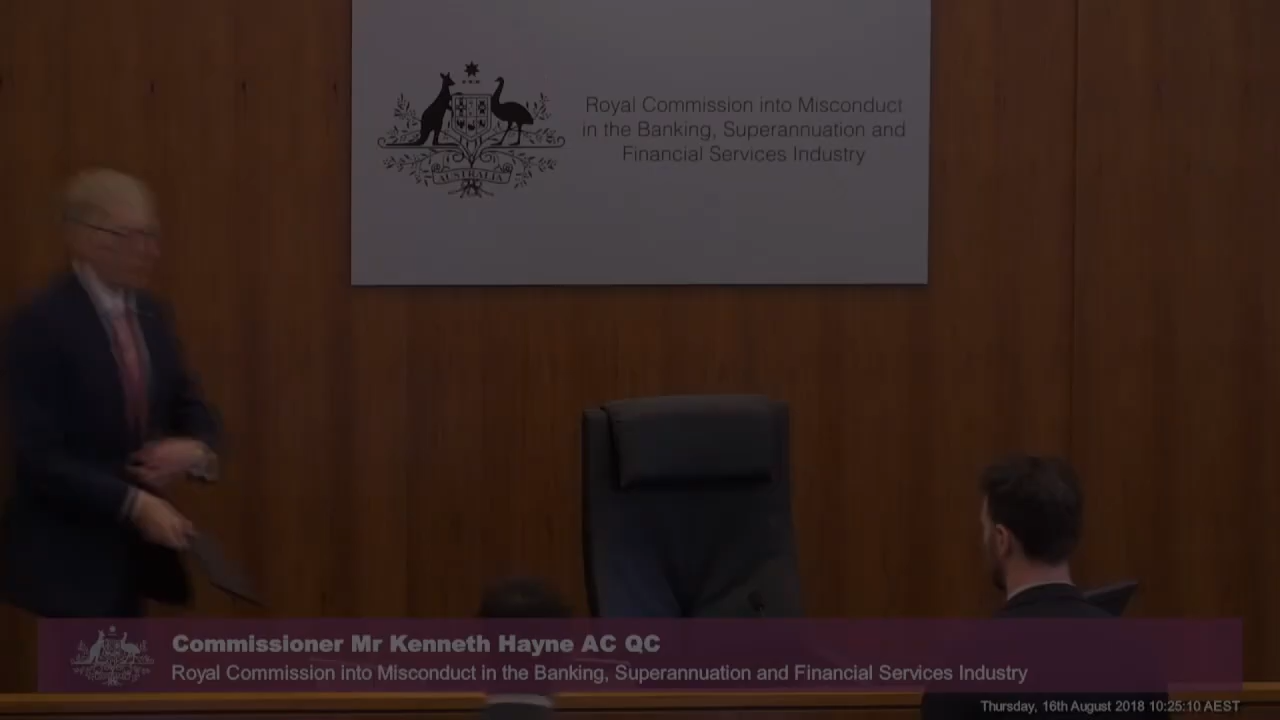 Royal Commission into Misconduct
in the Banking, Superannuation and
Financial Services Industry
AUSTRALIA
Commissioner Mr Kenneth Hayne AC QC
Royal Commission into Misconduct in the Banking, Superannuation and Financial Services Industry
Thursday, 16th August 2018 10:25:10 AEST